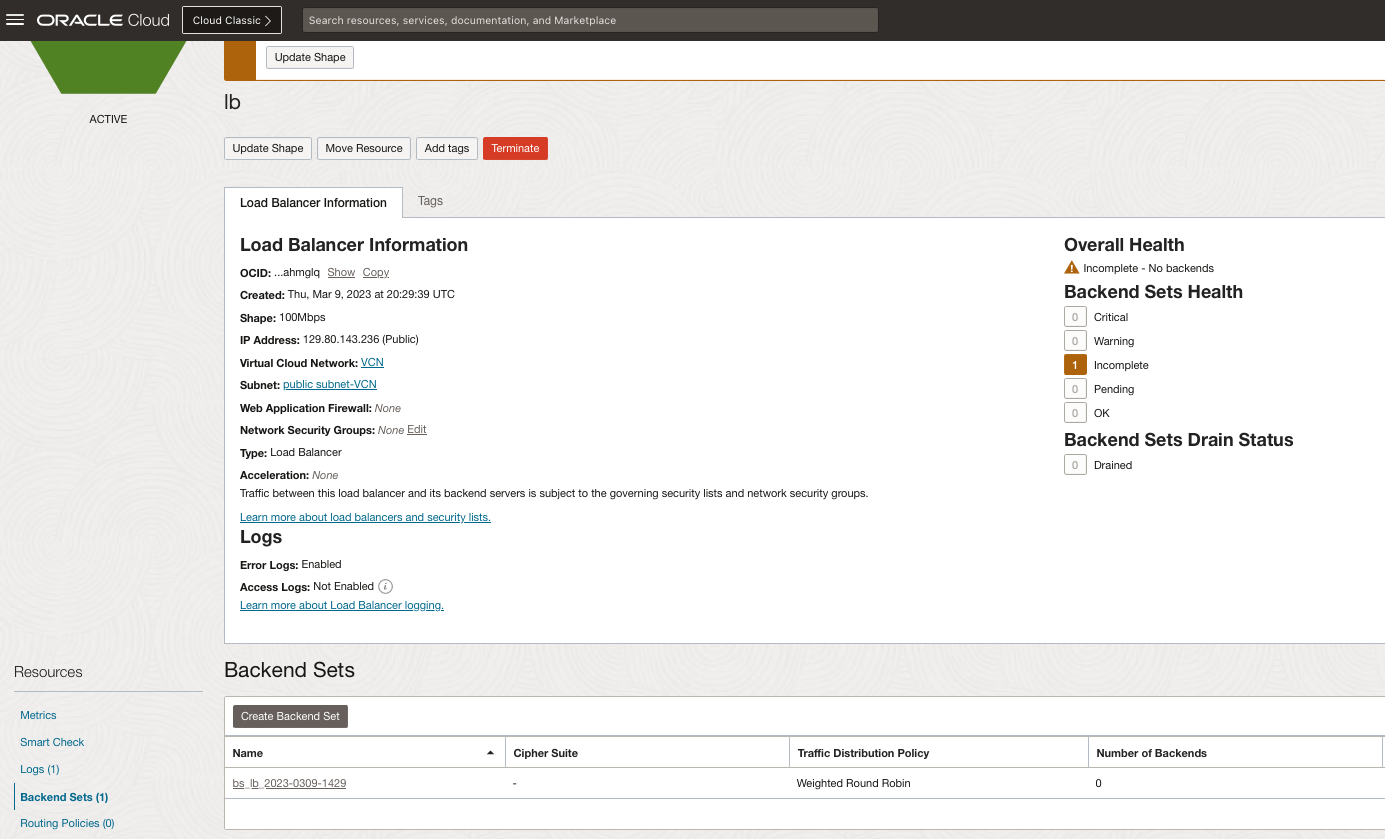 ORACLE Cloud
Cloud Classic >
Search resources, services, documentation, and Marketplace
Update Shape
ACTIVE
lb
Update Shape
Move Resource
Add tags
Terminate
Load Balancer Information
Tags
Load Balancer Information
OCID: ...ahmglq Show Copy
Created: Thu, Mar 9, 2023 at 20:29:39 UTC
Shape: 100Mbps
IP Address: 129.80.143.236 (Public)
Virtual Cloud Network: VCN
Subnet: public subnet-VCN
Web Application Firewall: None
Network Security Groups: None Edit
Type: Load Balancer
Acceleration: None
Traffic between this load balancer and its backend servers is subject to the governing security lists and network security groups.
Learn more about load balancers and security lists.
Logs
Error Logs: Enabled
Access Logs: Not Enabled
Learn more about Load Balancer logging.
Overall Health
Incomplete - No backends
Backend Sets Health
0 Critical
0 Warning
1 Incomplete
0 Pending
0 OK
Backend Sets Drain Status
0 Drained
Resources
Metrics
Smart Check
Logs (1)
Backend Sets (1)
Routing Policies (0)
Backend Sets
Create Backend Set
Name Cipher Suite Traffic Distribution Policy Number of Backends
bs_lb_2023-0309-1429 - Weighted Round Robin 0